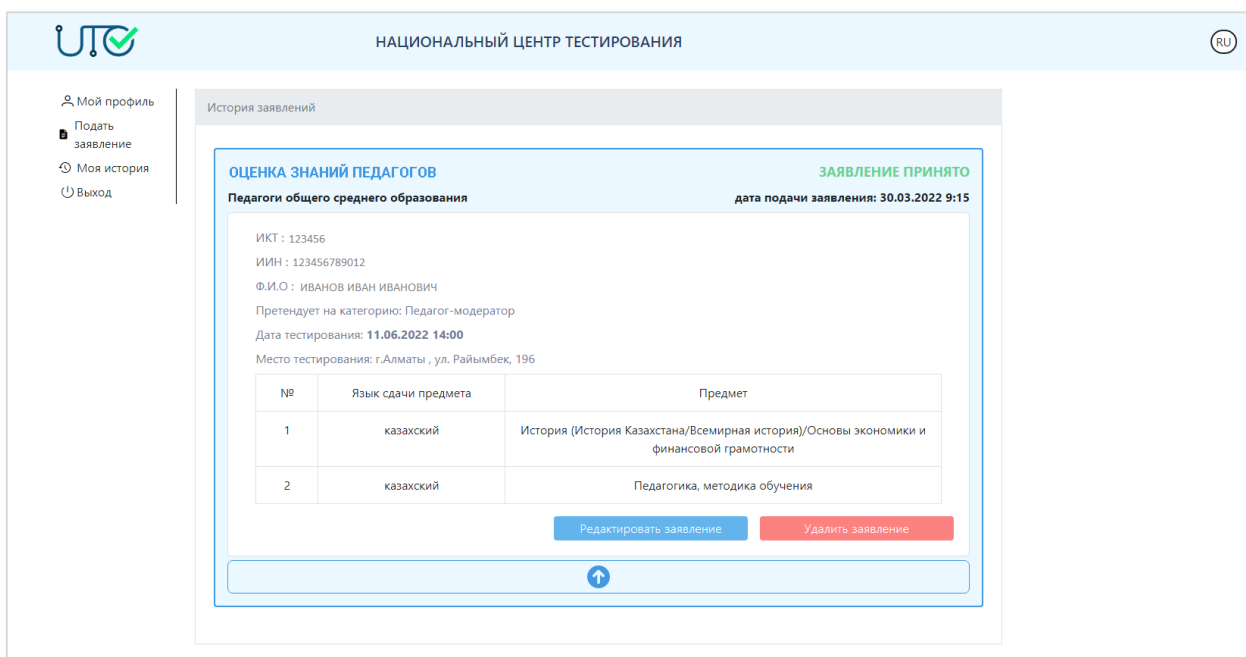 UTO
НАЦИОНАЛЬНЫЙ ЦЕНТР ТЕСТИРОВАНИЯ
RU
Мой профиль
Подать
заявление
Моя история
Выход
История заявлений
ОЦЕНКА ЗНАНИЙ ПЕДАГОГОВ
ЗАЯВЛЕНИЕ ПРИНЯТО
Педагоги общего среднего образования
дата подачи заявления: 30.03.2022 9:15
ИКТ : 123456
ИИН : 123456789012
Ф.И.О : ИВАНОВ ИВАН ИВАНОВИЧ
Претендует на категорию: Педагог-модератор
Дата тестирования: 11.06.2022 14:00
Место тестирования: г.Алматы , ул. Райымбек, 196
№ Язык сдачи предмета Предмет
1 казахский История (История Казахстана/Всемирная история)/Основы экономики и
финансовой грамотности
2 казахский Педагогика, методика обучения
Редактировать заявление
Удалить заявление